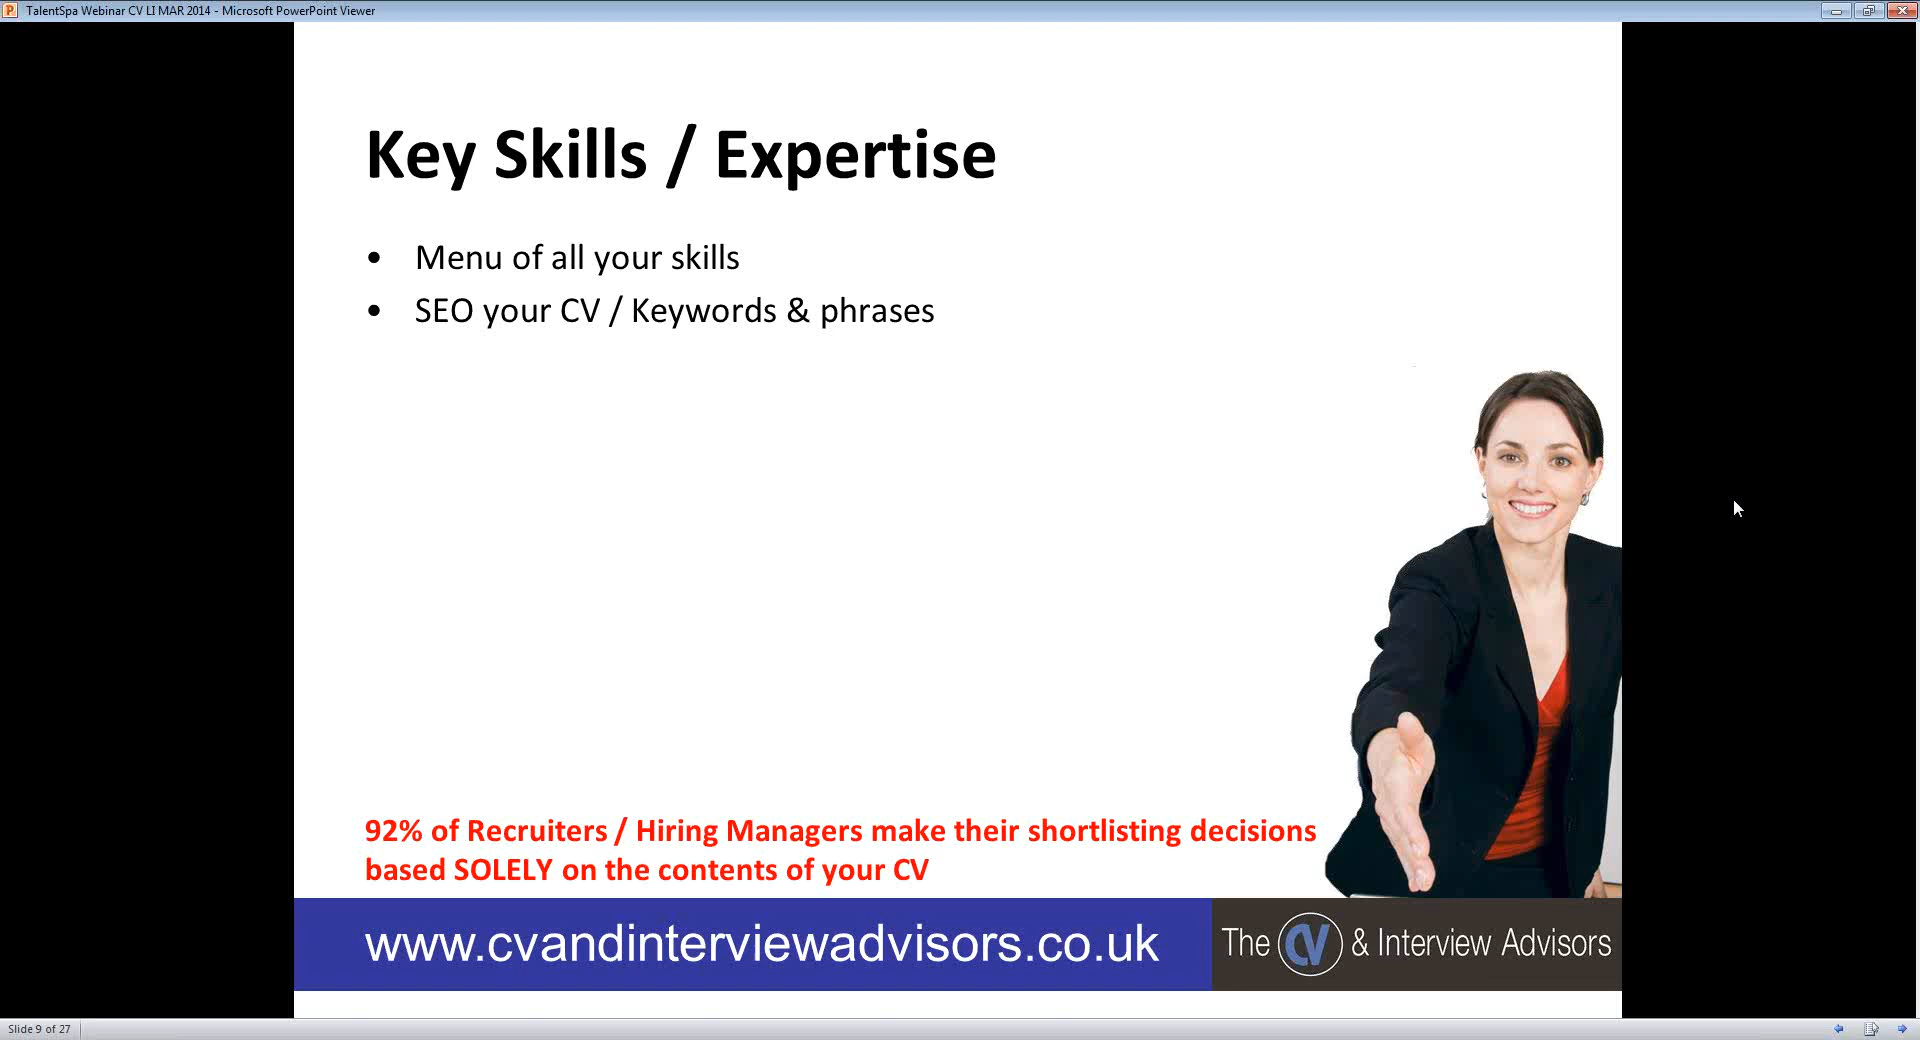 TalentSpa Webinar CV LI MAR 2014 - Microsoft PowerPoint Viewer
Key Skills / Expertise
• Menu of all your skills
• SEO your CV / Keywords & phrases
92% of Recruiters / Hiring Managers make their shortlisting decisions
based SOLELY on the contents of your CV
www.cvandinterviewadvisors.co.uk
The CV & Interview Advisors
Slide 9 of 27